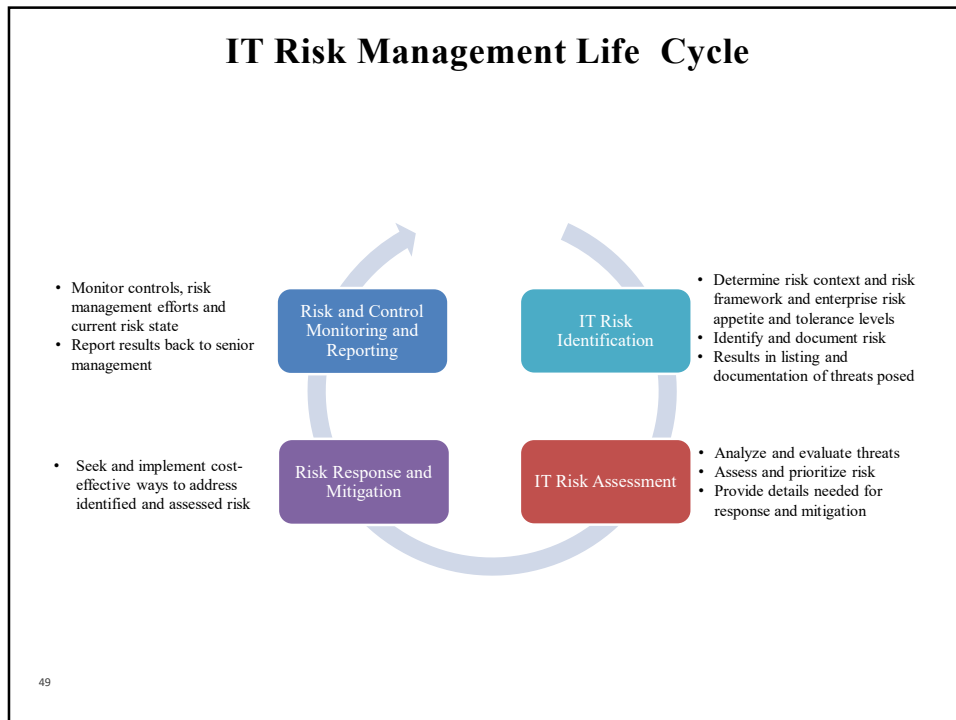 IT Risk Management Life Cycle
• Monitor controls, risk
management efforts and
current risk state
• Report results back to senior
management
Risk and Control
Monitoring and
Reporting
IT Risk
Identification
• Determine risk context and risk
framework and enterprise risk
appetite and tolerance levels
• Identify and document risk
• Results in listing and
documentation of threats posed
• Seek and implement cost-
effective ways to address
identified and assessed risk
Risk Response and
Mitigation
IT Risk Assessment
• Analyze and evaluate threats
• Assess and prioritize risk
• Provide details needed for
response and mitigation
49